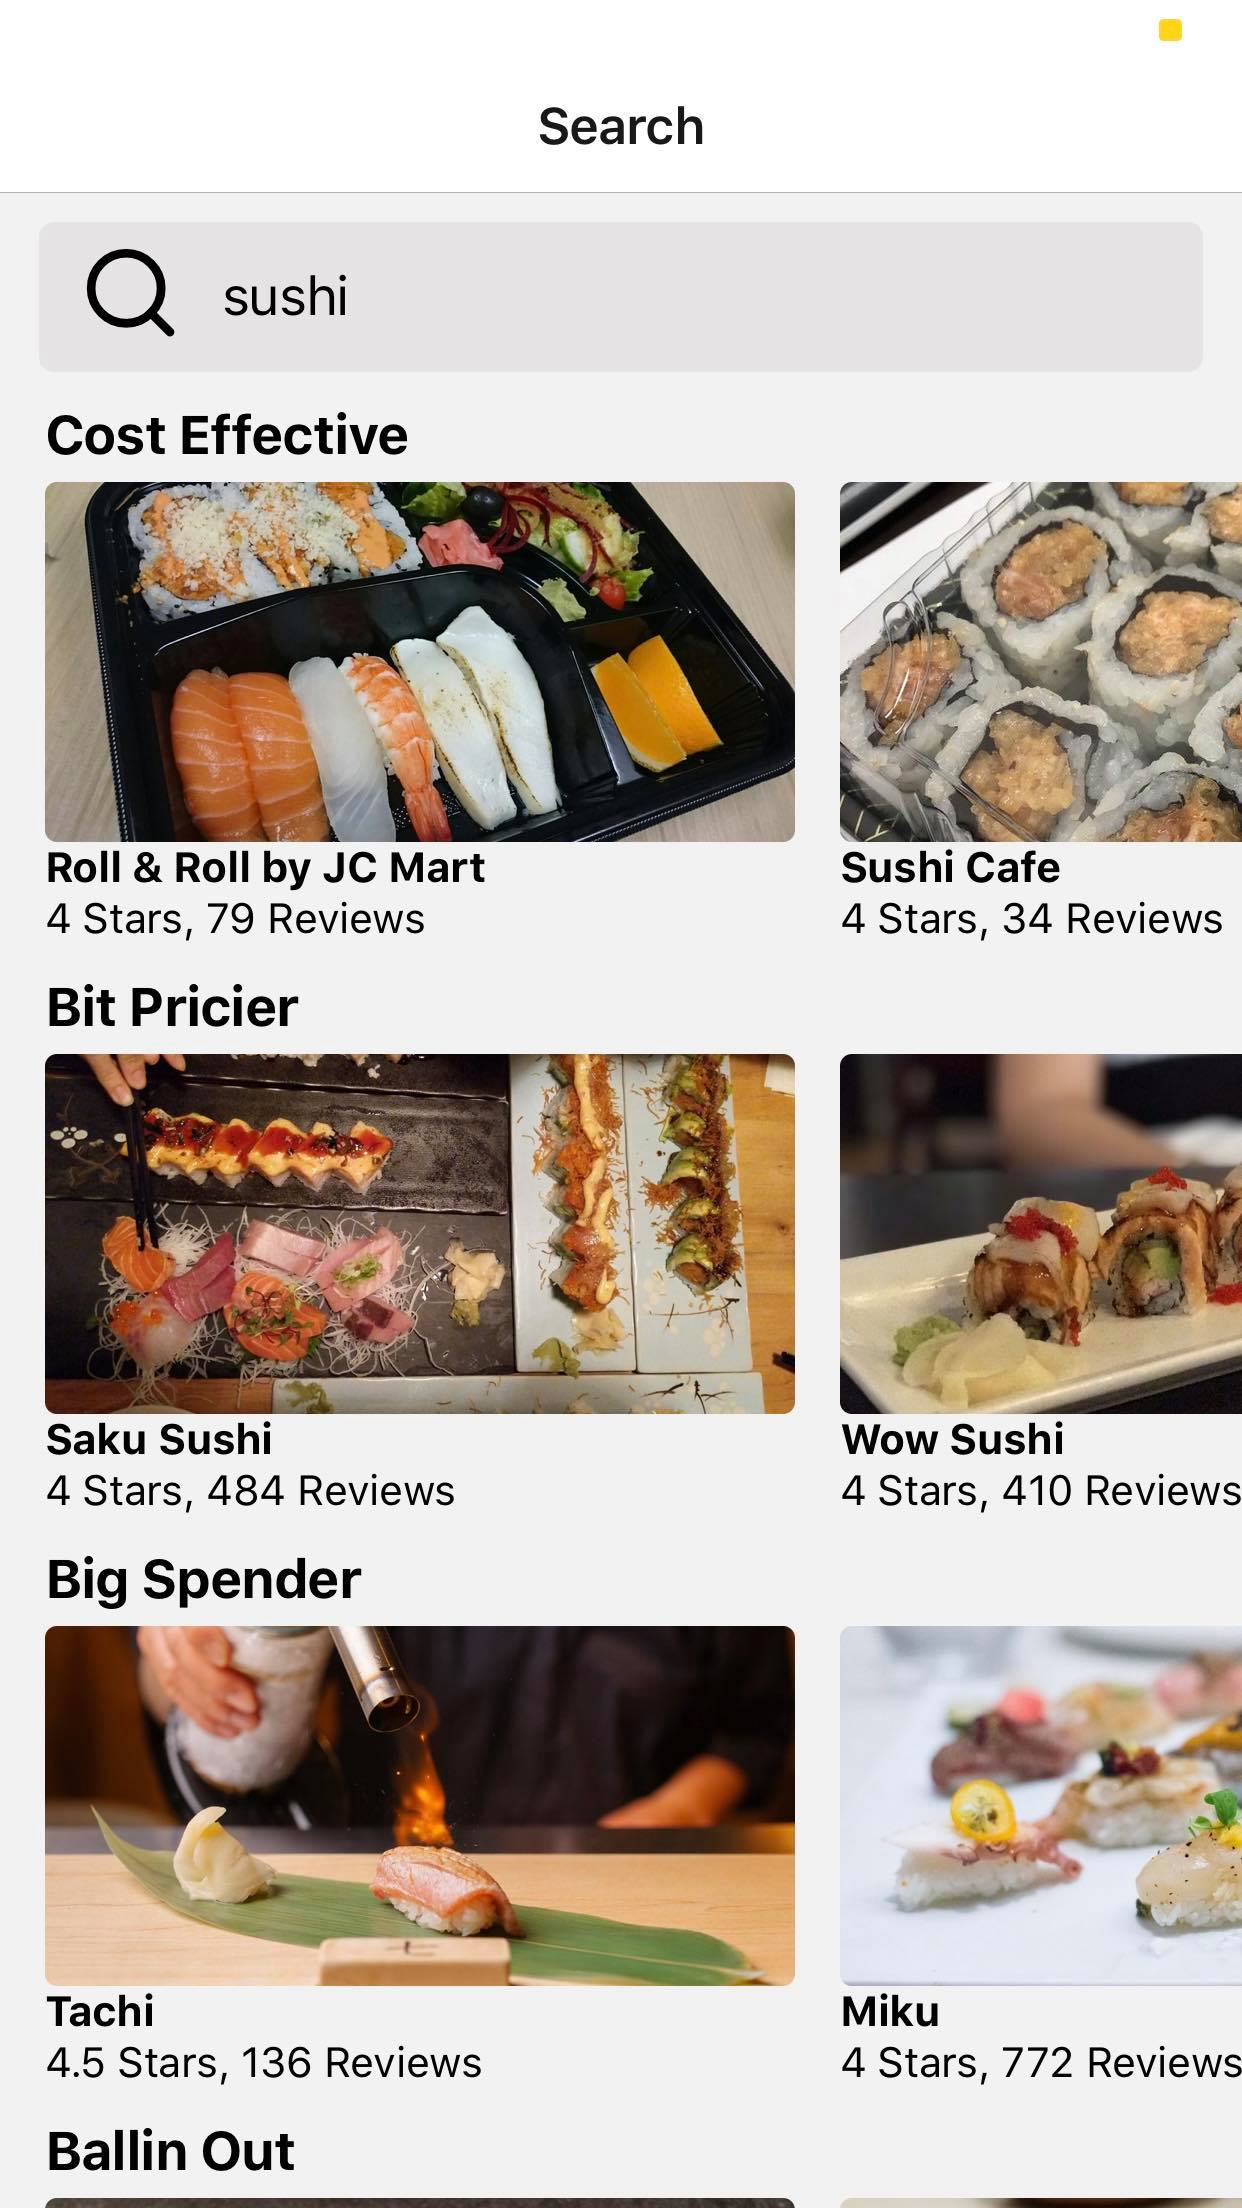 Search
sushi
Cost Effective
Roll & Roll by JC Mart
4 Stars, 79 Reviews
Sushi Cafe
4 Stars, 34 Reviews
Bit Pricier
Saku Sushi
4 Stars, 484 Reviews
Wow Sushi
4 Stars, 410 Reviews
Big Spender
Tachi
4.5 Stars, 136 Reviews
Miku
4 Stars, 772 Reviews
Ballin Out